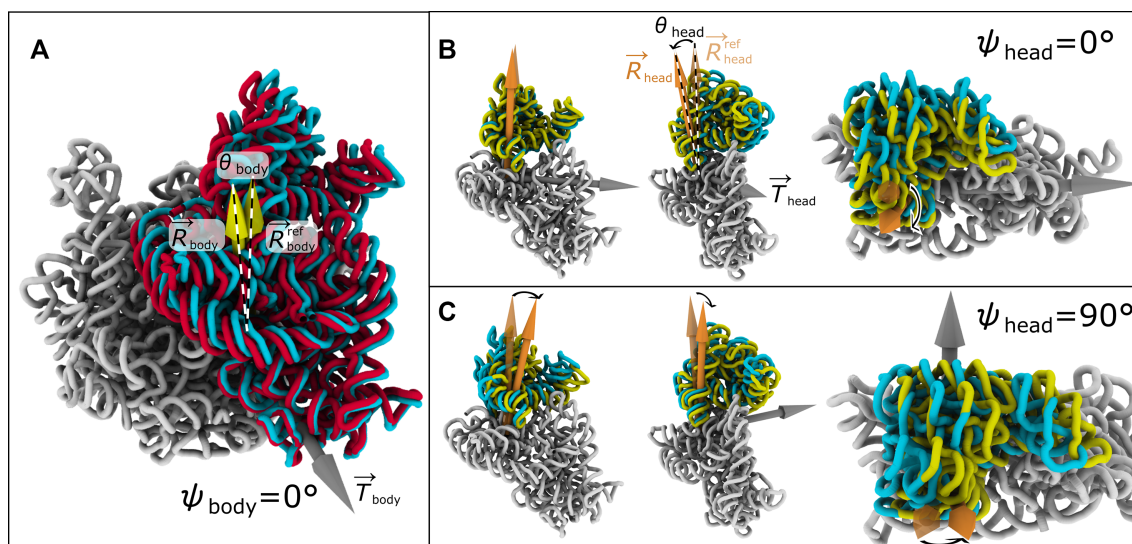 A
θ body
R body
R ref body
ψ body = 0°
T body
B
θ head
R head
R ref head
T head
ψ head = 0°
C
ψ head = 90°